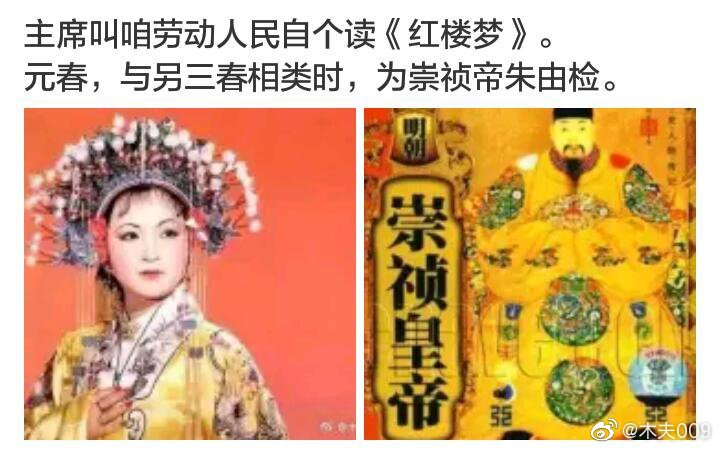 主席叫咱劳动人民自个读《红楼梦》。
元春，与另三春相类时，为崇祯帝朱由检。
明朝
崇祯皇帝
@木夫009